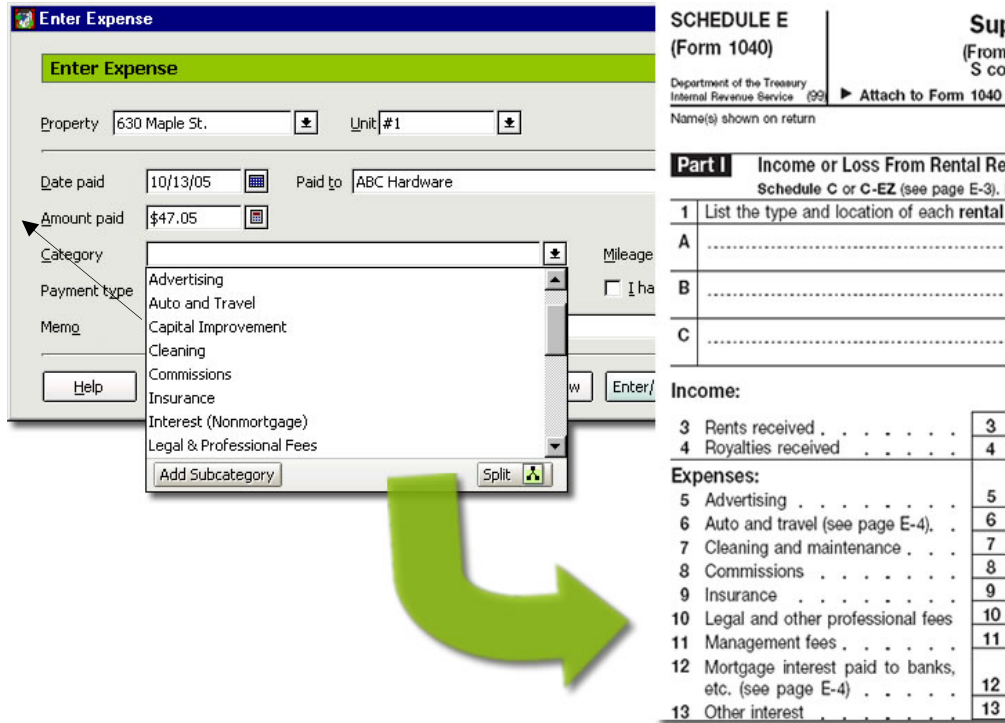 Enter Expense
Enter Expense
Property 630 Maple St. Unit #1
Date paid 10/13/05 Paid to ABC Hardware
Amount paid $47.05
Category Mileage
Payment type I ha
Memo
Advertising
Auto and Travel
Capital Improvement
Cleaning
Commissions
Insurance
Interest (Nonmortgage)
Legal & Professional Fees
Add Subcategory Split
Help w Enter/
SCHEDULE E
(Form 1040)
Department of the Treasury
Internal Revenue Service (99)
Sup
(From
S co
▶ Attach to Form 1040
Name(s) shown on return
Part I Income or Loss From Rental Re
Schedule C or C-EZ (see page E-3).
1 List the type and location of each rental
A
B
C
Income:
3 Rents received . . . . . . 3
4 Royalties received . . . . . 4
Expenses:
5 Advertising . . . . . . . 5
6 Auto and travel (see page E-4). . 6
7 Cleaning and maintenance . . . 7
8 Commissions . . . . . . 8
9 Insurance . . . . . . . 9
10 Legal and other professional fees 10
11 Management fees . . . . . 11
12 Mortgage interest paid to banks,
etc. (see page E-4) . . . . . 12
13 Other interest . . . . . . 13